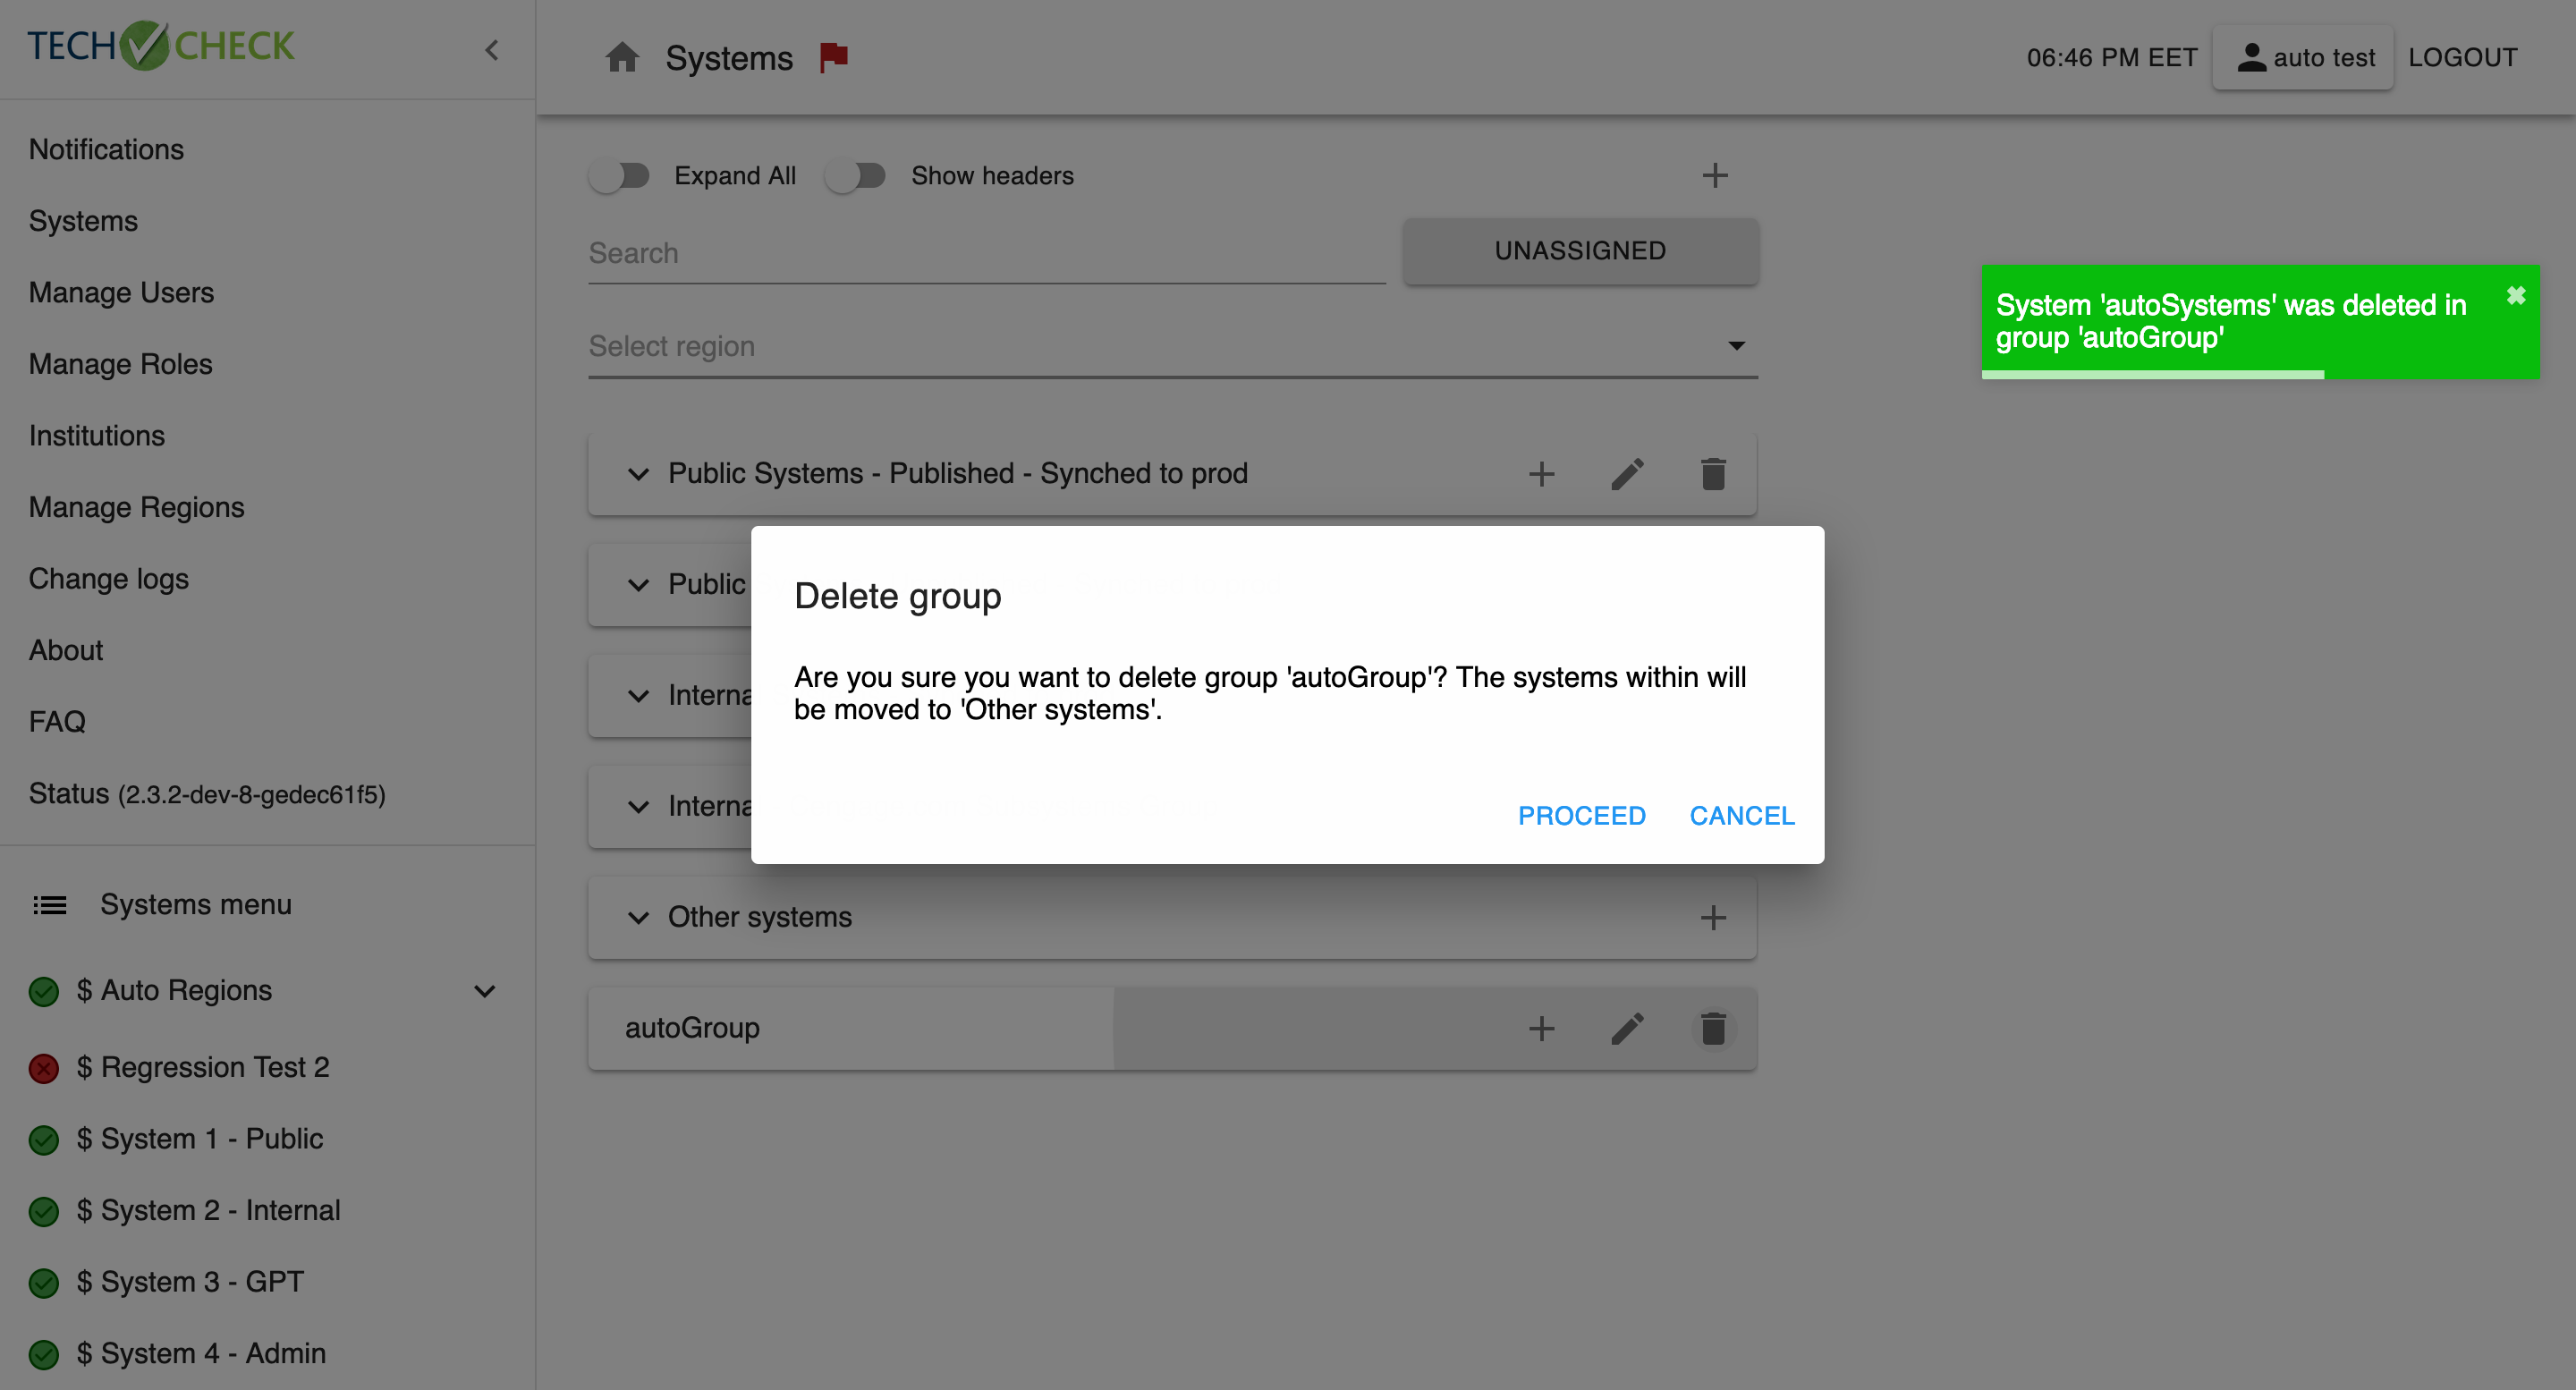 TECH CHECK
Systems
06:46 PM EET
auto test
LOGOUT
Notifications
Systems
Manage Users
Manage Roles
Institutions
Manage Regions
Change logs
About
FAQ
Status (2.3.2-dev-8-gedec61f5)
Systems menu
$ Auto Regions
$ Regression Test 2
$ System 1 - Public
$ System 2 - Internal
$ System 3 - GPT
$ System 4 - Admin
Expand All
Show headers
Search
UNASSIGNED
Select region
System 'autoSystems' was deleted in
group 'autoGroup'
Public Systems - Published - Synched to prod
Public
Interna
Interna
Other systems
autoGroup
Delete group
Are you sure you want to delete group 'autoGroup'? The systems within will
be moved to 'Other systems'.
PROCEED
CANCEL